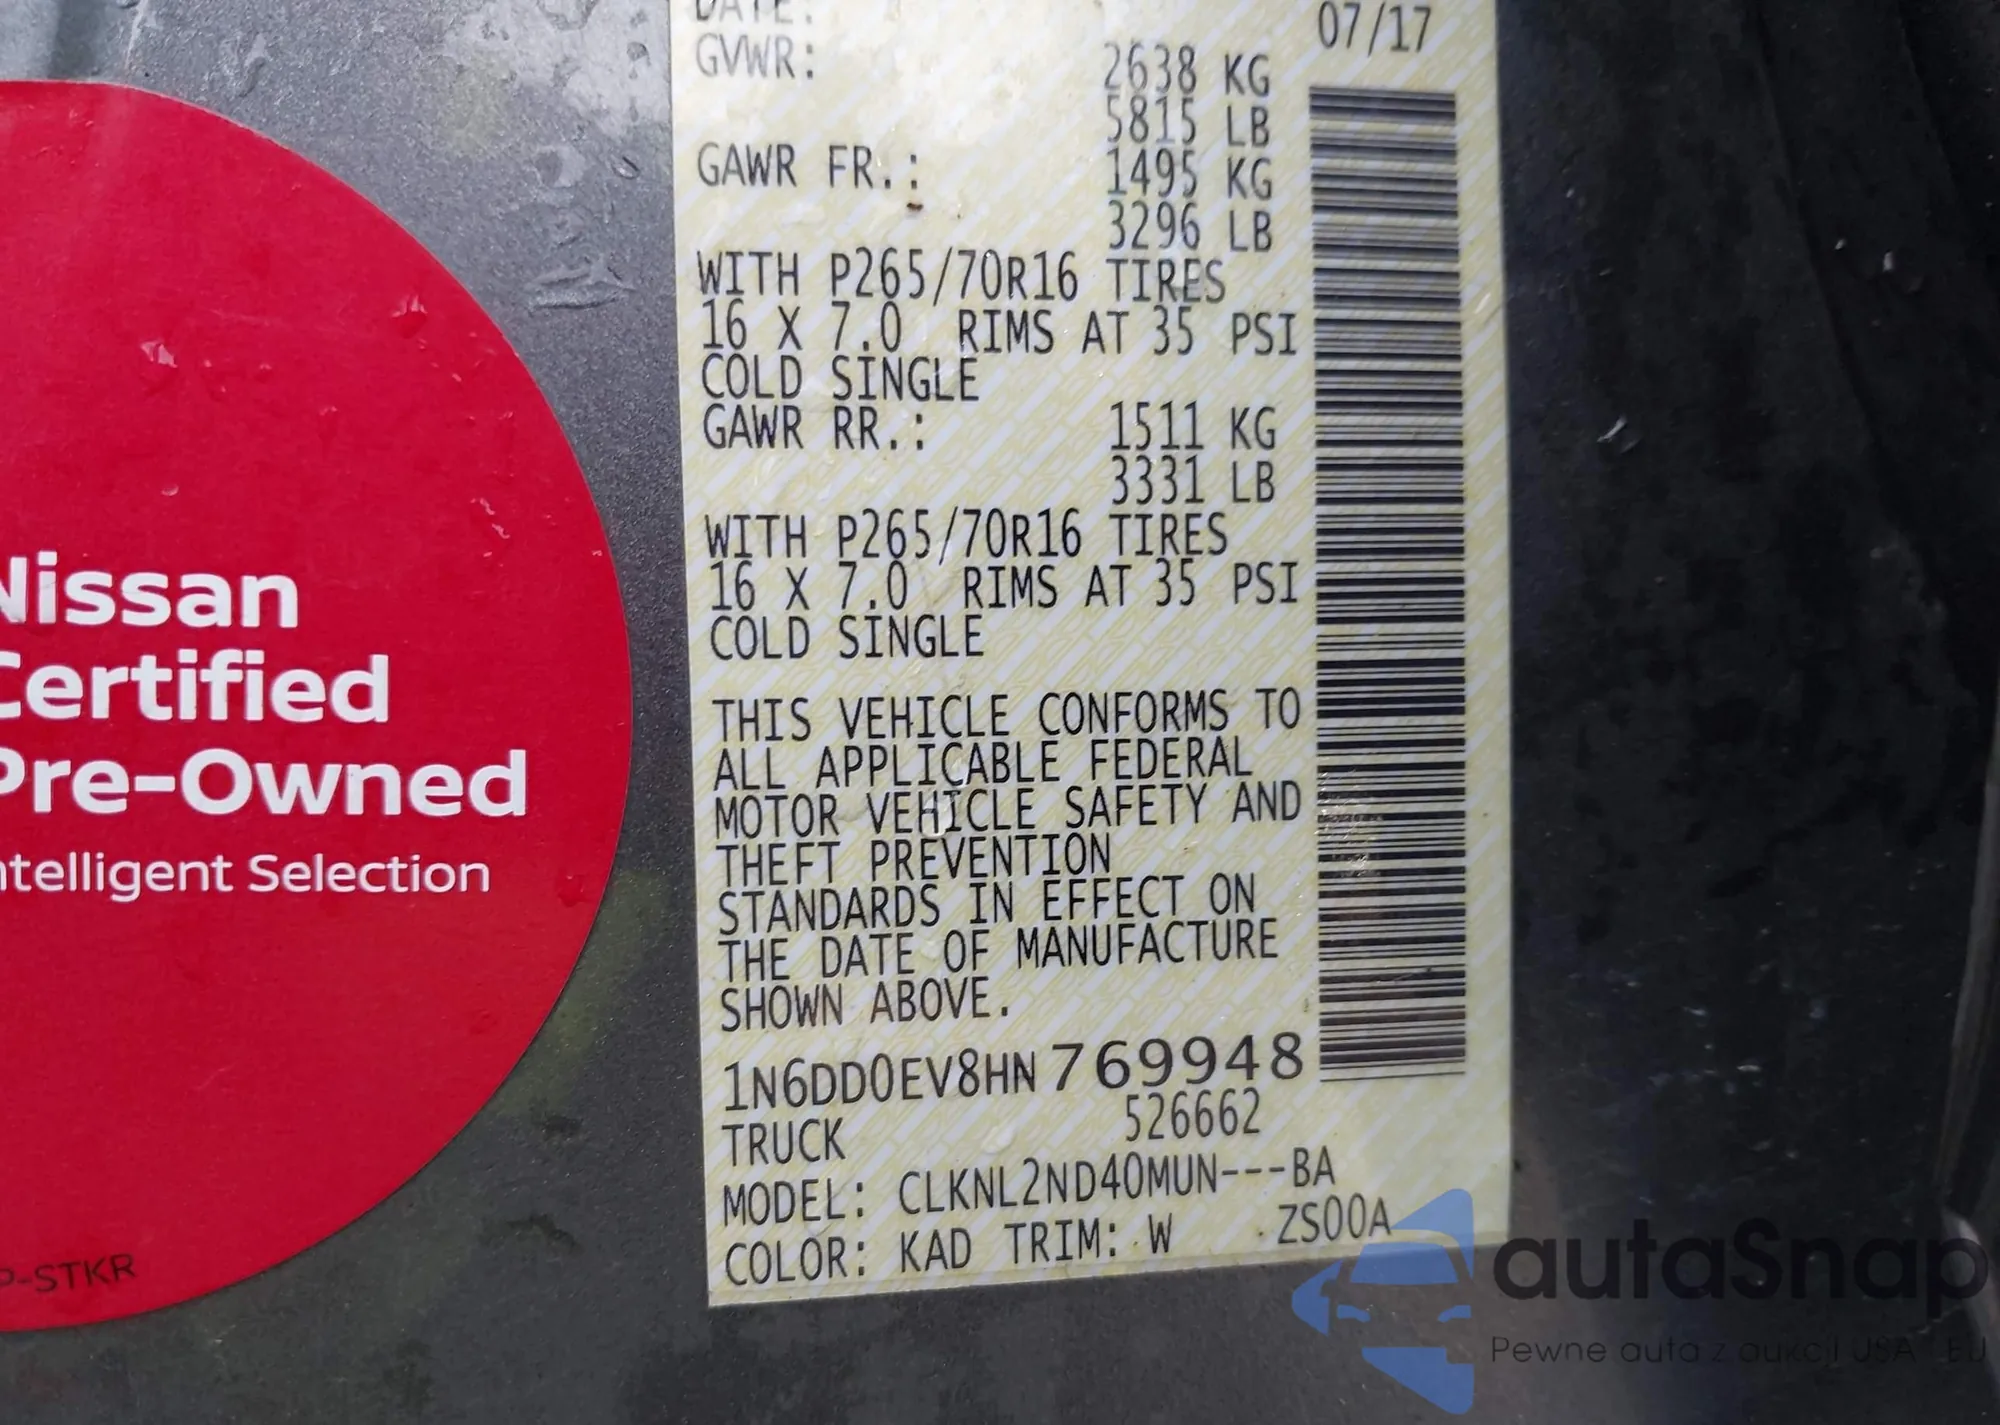 Nissan
Certified
Pre-Owned
Intelligent Selection
P-STKR
DATE: 07/17
GVWR: 2638 KG
5815 LB
GAWR FR.: 1495 KG
3296 LB
WITH P265/70R16 TIRES
16 X 7.0 RIMS AT 35 PSI
COLD SINGLE
GAWR RR.: 1511 KG
3331 LB
WITH P265/70R16 TIRES
16 X 7.0 RIMS AT 35 PSI
COLD SINGLE
THIS VEHICLE CONFORMS TO
ALL APPLICABLE FEDERAL
MOTOR VEHICLE SAFETY AND
THEFT PREVENTION
STANDARDS IN EFFECT ON
THE DATE OF MANUFACTURE
SHOWN ABOVE.
1N6DD0EV8HN769948
TRUCK 526662
MODEL: CLKNL2ND40MUN---BA
COLOR: KAD TRIM: W ZS00A
autaSnap
Pewne auta z aukcji USA EU